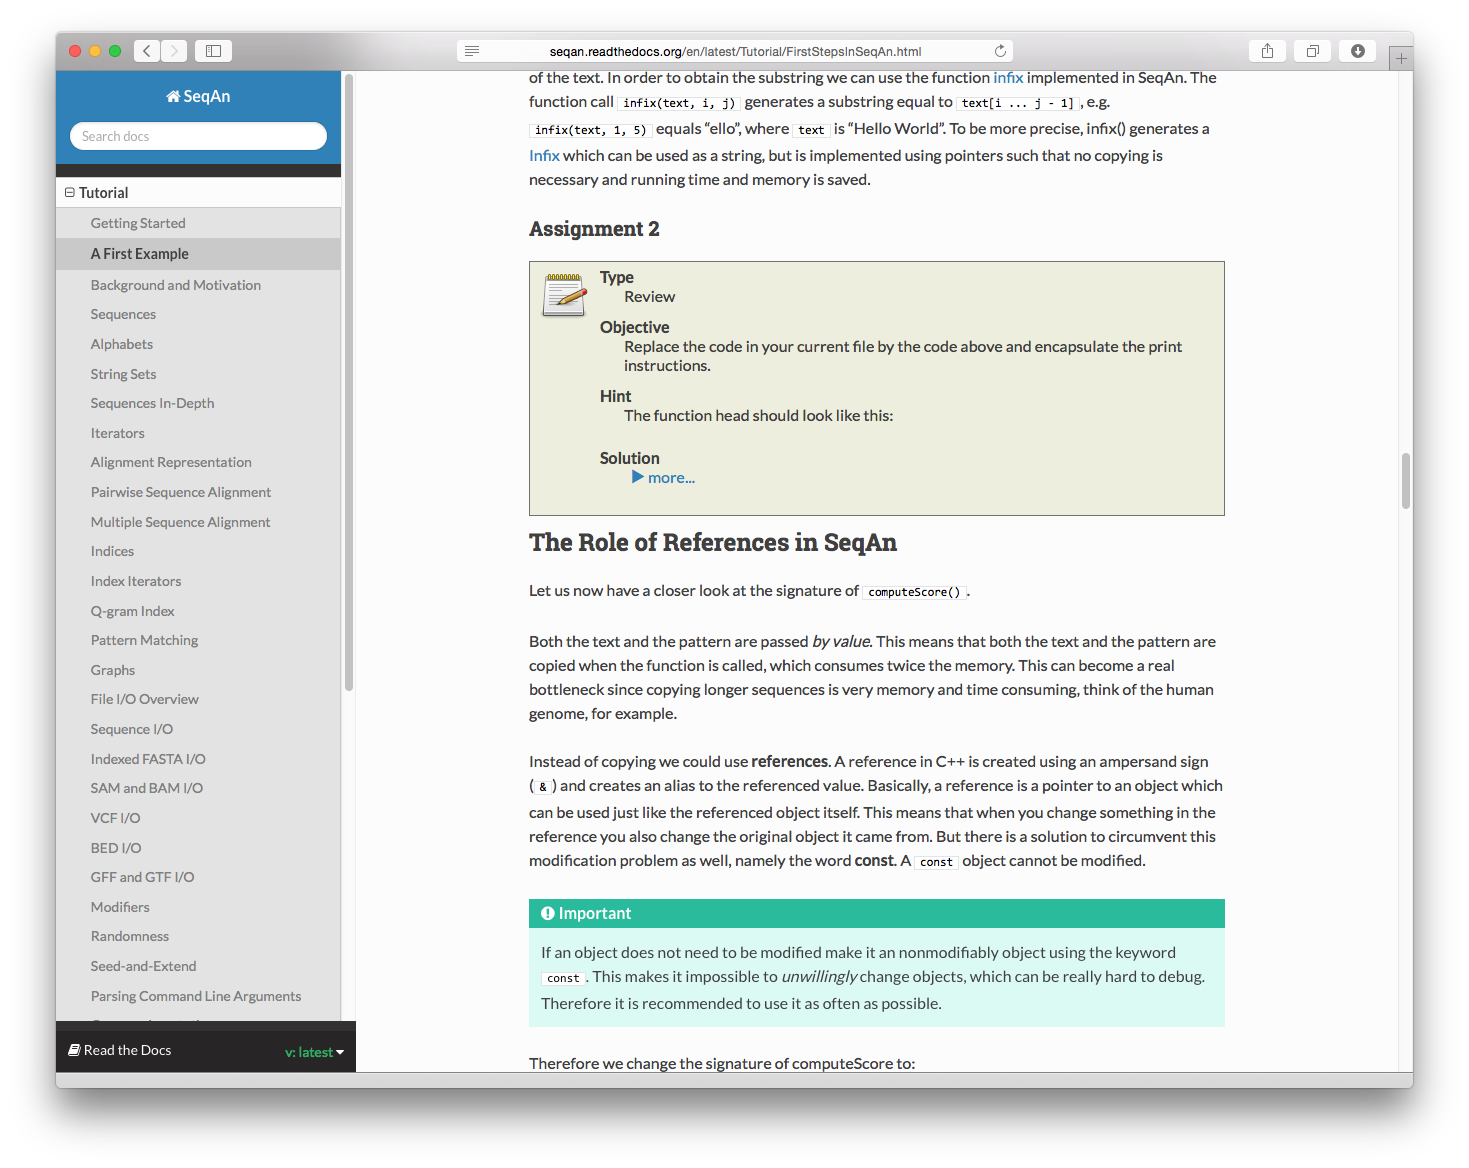 seqan.readthedocs.org/en/latest/Tutorial/FirstStepsInSeqAn.html
SeqAn
Search docs
Tutorial
Getting Started
A First Example
Background and Motivation
Sequences
Alphabets
String Sets
Sequences In-Depth
Iterators
Alignment Representation
Pairwise Sequence Alignment
Multiple Sequence Alignment
Indices
Index Iterators
Q-gram Index
Pattern Matching
Graphs
File I/O Overview
Sequence I/O
Indexed FASTA I/O
SAM and BAM I/O
VCF I/O
BED I/O
GFF and GTF I/O
Modifiers
Randomness
Seed-and-Extend
Parsing Command Line Arguments
Read the Docs
v: latest
of the text. In order to obtain the substring we can use the function infix implemented in SeqAn. The
function call infix(text, i, j) generates a substring equal to text[i ... j - 1] , e.g.
infix(text, 1, 5) equals “ello”, where text is “Hello World”. To be more precise, infix() generates a
Infix which can be used as a string, but is implemented using pointers such that no copying is
necessary and running time and memory is saved.
Assignment 2
Type
Review
Objective
Replace the code in your current file by the code above and encapsulate the print
instructions.
Hint
The function head should look like this:
Solution
more...
The Role of References in SeqAn
Let us now have a closer look at the signature of computeScore() .
Both the text and the pattern are passed by value. This means that both the text and the pattern are
copied when the function is called, which consumes twice the memory. This can become a real
bottleneck since copying longer sequences is very memory and time consuming, think of the human
genome, for example.
Instead of copying we could use references. A reference in C++ is created using an ampersand sign
( & ) and creates an alias to the referenced value. Basically, a reference is a pointer to an object which
can be used just like the referenced object itself. This means that when you change something in the
reference you also change the original object it came from. But there is a solution to circumvent this
modification problem as well, namely the word const. A const object cannot be modified.
Important
If an object does not need to be modified make it an nonmodifiably object using the keyword
const . This makes it impossible to unwillingly change objects, which can be really hard to debug.
Therefore it is recommended to use it as often as possible.
Therefore we change the signature of computeScore to: